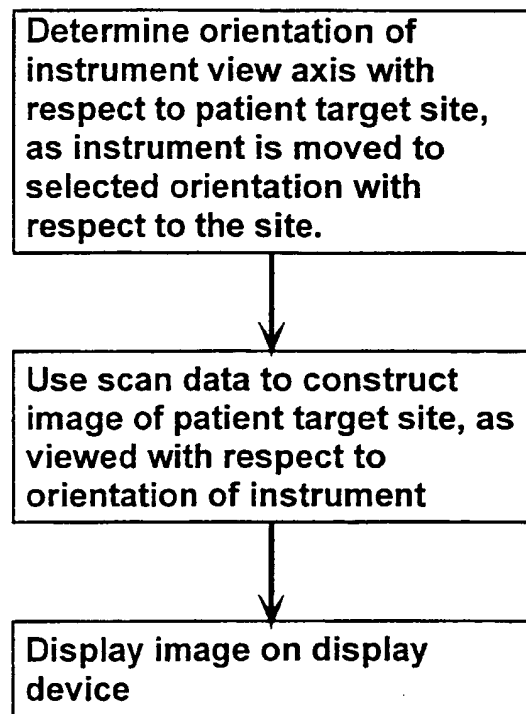 Determine orientation of
instrument view axis with
respect to patient target site,
as instrument is moved to
selected orientation with
respect to the site.
Use scan data to construct
image of patient target site, as
viewed with respect to
orientation of instrument
Display image on display
device